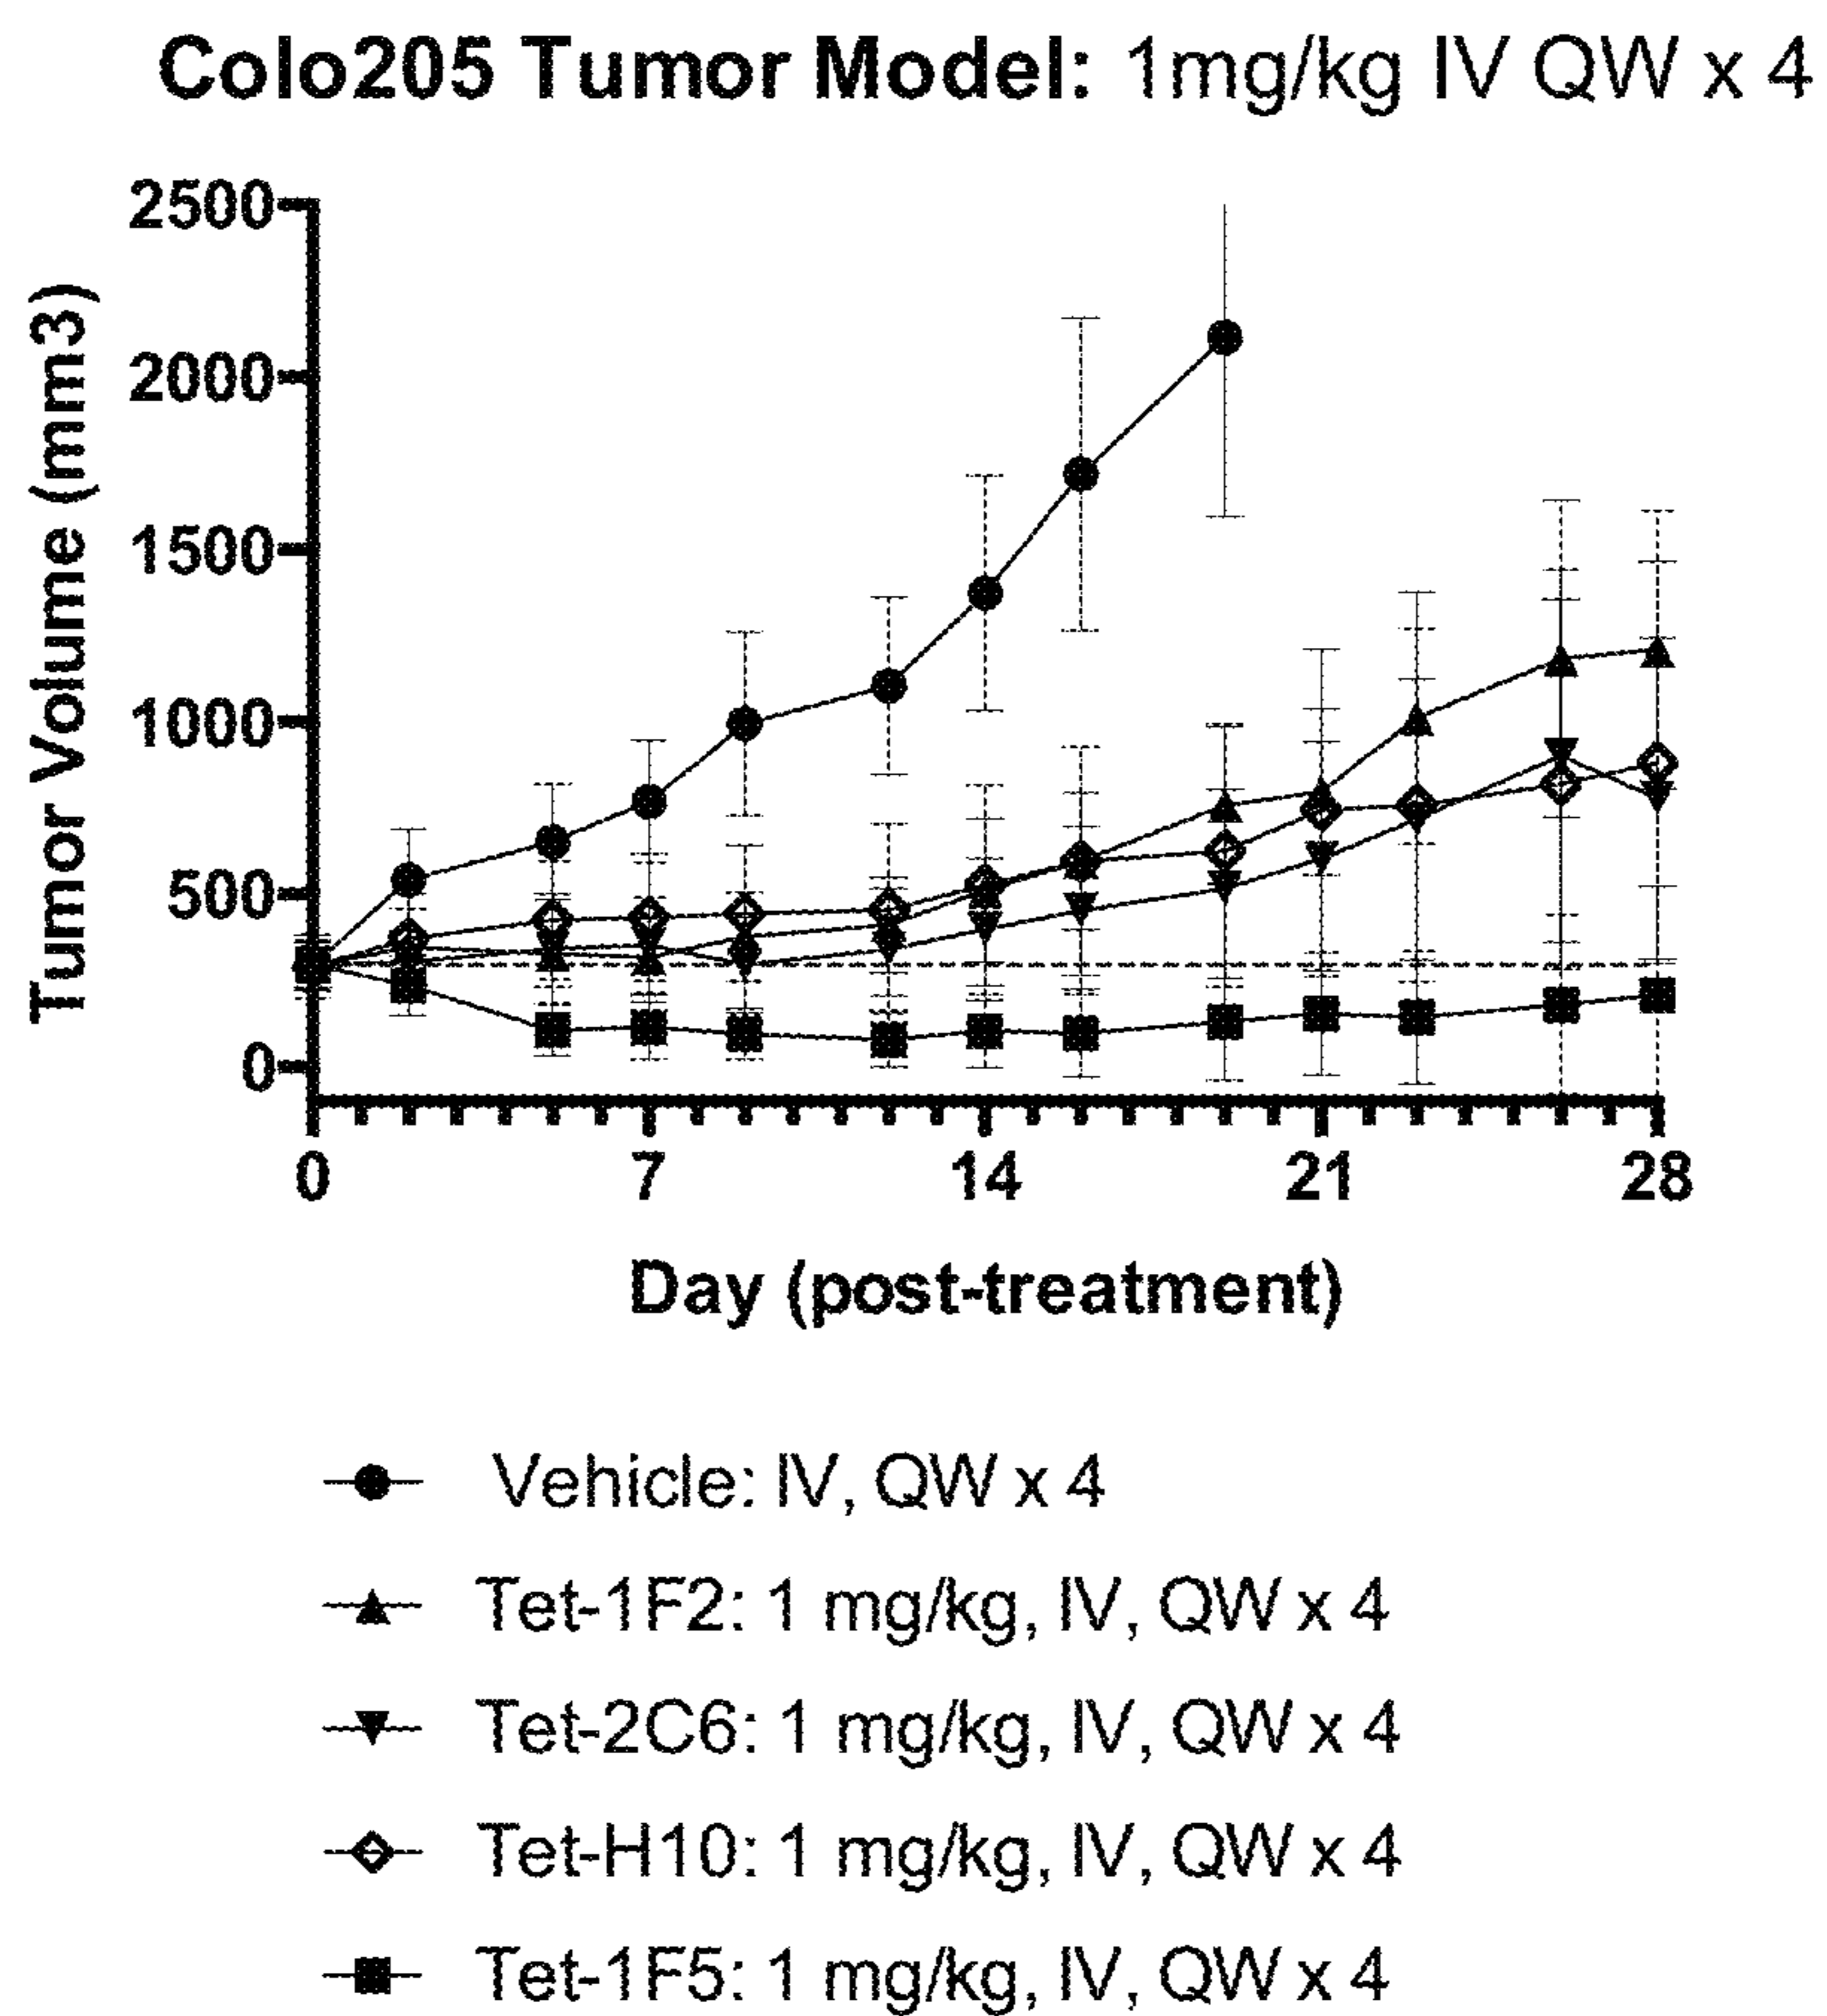 Colo205 Tumor Model: 1mg/kg IV QW x 4
Tumor Volume (mm3)
2500
2000
1500
1000
500
0
0 7 14 21 28
Day (post-treatment)
Vehicle: IV, QW x 4
Tet-1F2: 1 mg/kg, IV, QW x 4
Tet-2C6: 1 mg/kg, IV, QW x 4
Tet-H10: 1 mg/kg, IV, QW x 4
Tet-1F5: 1 mg/kg, IV, QW x 4